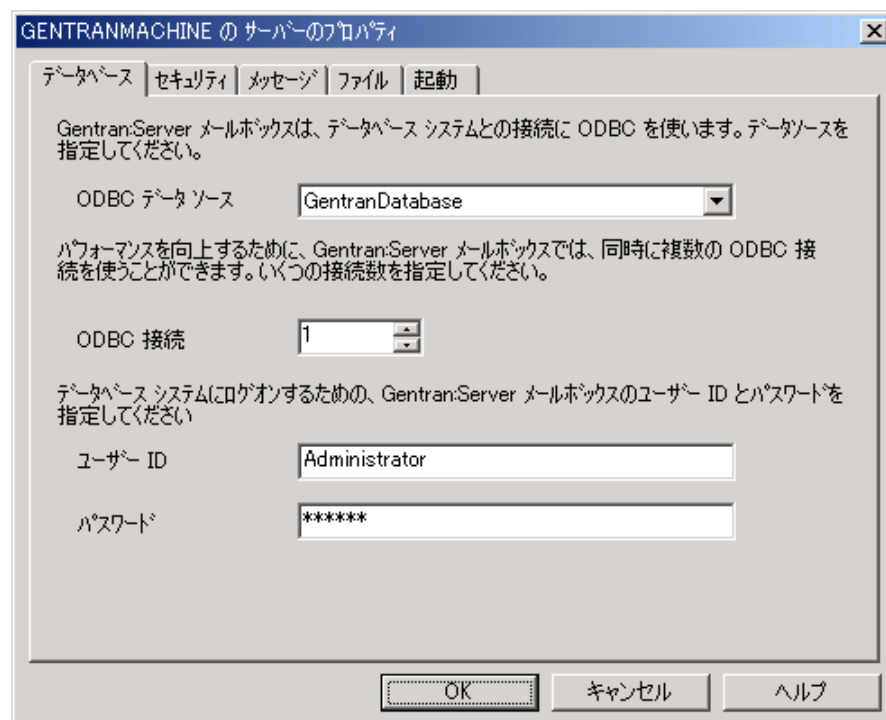 GENTRANMACHINE の サーバーのプロパティ
データベース セキュリティ メッセージ ファイル 起動
Gentran:Server メールボックスは、データベース システムとの接続に ODBC を使います。データソースを
指定してください。
ODBC データ ソース GentranDatabase
パフォーマンスを向上するために、Gentran:Server メールボックスでは、同時に複数の ODBC 接
続を使うことができます。いくつの接続数を指定してください。
ODBC 接続 1
データベース システムにログオンするための、Gentran:Server メールボックスのユーザー ID とパスワードを
指定してください
ユーザー ID Administrator
パスワード ******
OK キャンセル ヘルプ